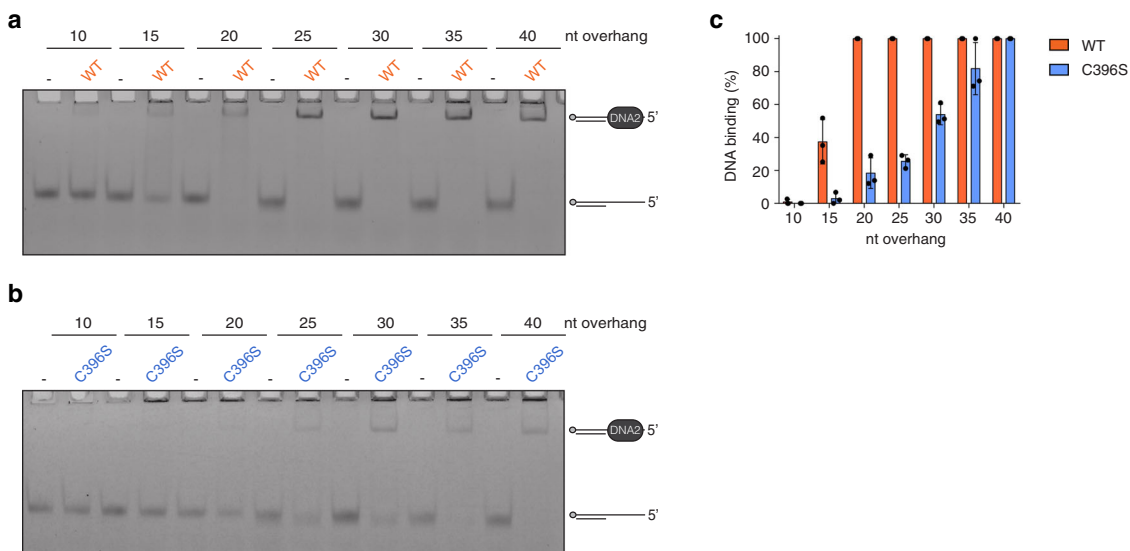 a
10 15 20 25 30 35 40 nt overhang
- WT - WT - WT - WT - WT - WT - WT
DNA2 5’
5’
b
10 15 20 25 30 35 40 nt overhang
- C396S - C396S - C396S - C396S - C396S - C396S - C396S
DNA2 5’
5’
c
DNA binding (%)
100
80
60
40
20
0
10 15 20 25 30 35 40
nt overhang
WT
C396S